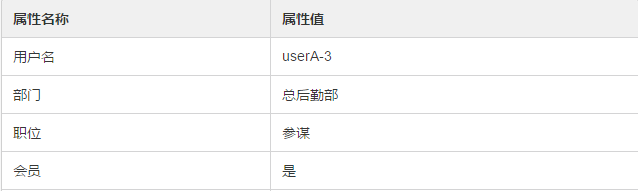 属性名称 属性值
用户名 userA-3
部门 总后勤部
职位 参谋
会员 是